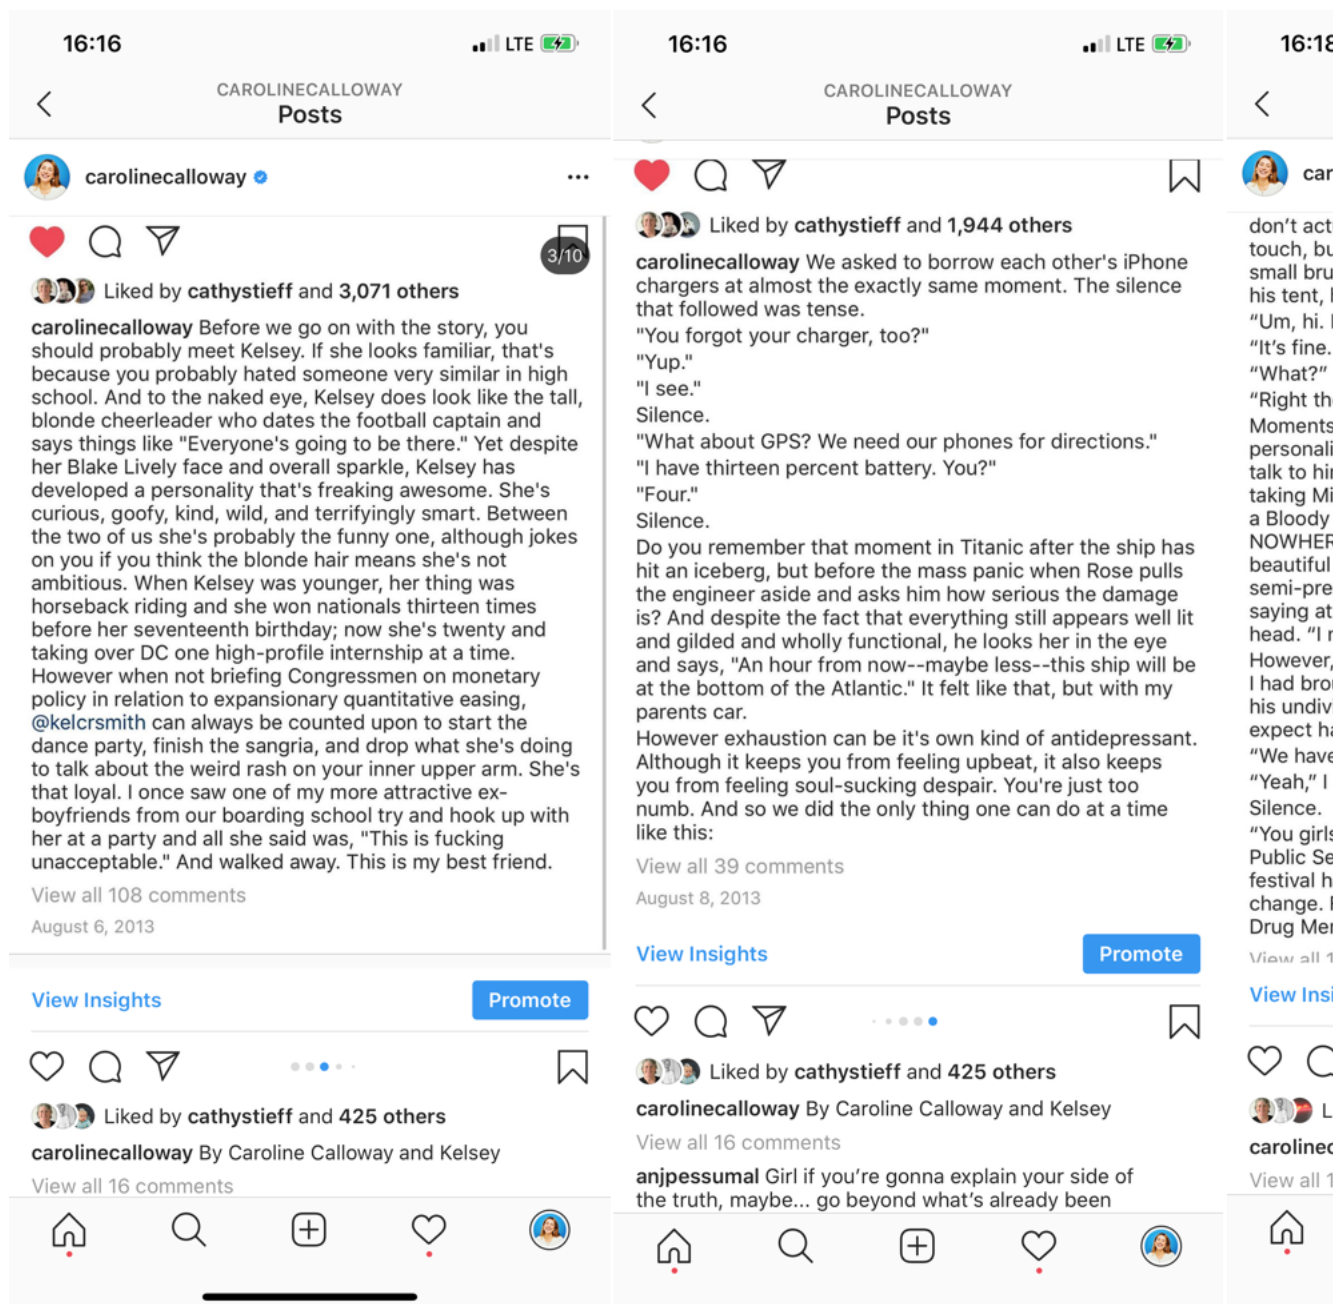 16:16
LTE
CAROLINECALLOWAY
Posts
carolinecalloway
3/10
Liked by cathystieff and 3,071 others
carolinecalloway Before we go on with the story, you
should probably meet Kelsey. If she looks familiar, that's
because you probably hated someone very similar in high
school. And to the naked eye, Kelsey does look like the tall,
blonde cheerleader who dates the football captain and
says things like "Everyone's going to be there." Yet despite
her Blake Lively face and overall sparkle, Kelsey has
developed a personality that's freaking awesome. She's
curious, goofy, kind, wild, and terrifyingly smart. Between
the two of us she's probably the funny one, although jokes
on you if you think the blonde hair means she's not
ambitious. When Kelsey was younger, her thing was
horseback riding and she won nationals thirteen times
before her seventeenth birthday; now she's twenty and
taking over DC one high-profile internship at a time.
However when not briefing Congressmen on monetary
policy in relation to expansionary quantitative easing,
@kelcrsmith can always be counted upon to start the
dance party, finish the sangria, and drop what she's doing
to talk about the weird rash on your inner upper arm. She's
that loyal. I once saw one of my more attractive ex-
boyfriends from our boarding school try and hook up with
her at a party and all she said was, "This is fucking
unacceptable." And walked away. This is my best friend.
View all 108 comments
August 6, 2013
View Insights
Promote
Liked by cathystieff and 425 others
carolinecalloway By Caroline Calloway and Kelsey
View all 16 comments
16:16
LTE
CAROLINECALLOWAY
Posts
Liked by cathystieff and 1,944 others
carolinecalloway We asked to borrow each other's iPhone
chargers at almost the exactly same moment. The silence
that followed was tense.
"You forgot your charger, too?"
"Yup."
"I see."
Silence.
"What about GPS? We need our phones for directions."
"I have thirteen percent battery. You?"
"Four."
Silence.
Do you remember that moment in Titanic after the ship has
hit an iceberg, but before the mass panic when Rose pulls
the engineer aside and asks him how serious the damage
is? And despite the fact that everything still appears well lit
and gilded and wholly functional, he looks her in the eye
and says, "An hour from now--maybe less--this ship will be
at the bottom of the Atlantic." It felt like that, but with my
parents car.
However exhaustion can be it's own kind of antidepressant.
Although it keeps you from feeling upbeat, it also keeps
you from feeling soul-sucking despair. You're just too
numb. And so we did the only thing one can do at a time
like this:
View all 39 comments
August 8, 2013
View Insights
Promote
Liked by cathystieff and 425 others
carolinecalloway By Caroline Calloway and Kelsey
View all 16 comments
anjpessumal Girl if you're gonna explain your side of
the truth, maybe... go beyond what's already been
16:18
car
don't act
touch, bu
small bru
his tent,
"Um, hi.
"It's fine.
"What?"
"Right th
Moments
personali
talk to hi
taking Mi
a Bloody
NOWHER
beautiful
semi-pre
saying at
head. "I
However,
I had bro
his undiv
expect ha
"We have
"Yeah," I
Silence.
"You girls
Public Se
festival h
change.
Drug Me
View all 1
View Insi
L
caroline
View all 1